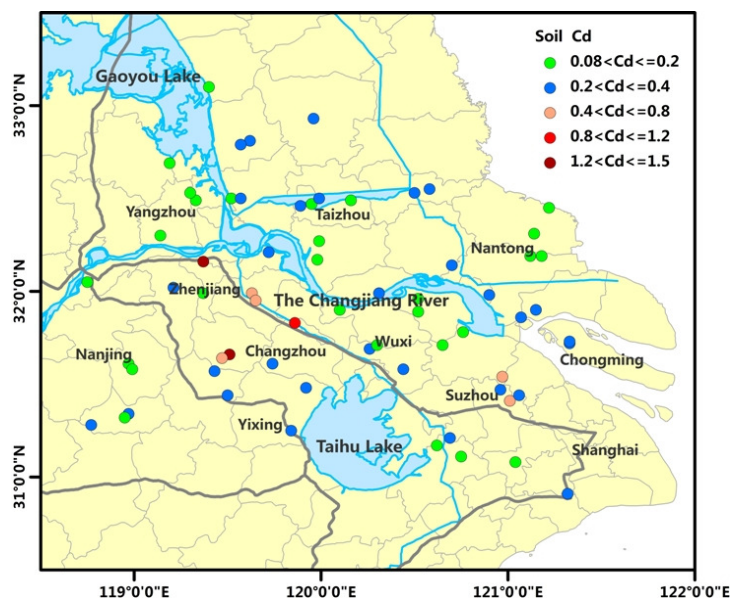 Soil Cd
0.08<Cd<=0.2
0.2<Cd<=0.4
0.4<Cd<=0.8
0.8<Cd<=1.2
1.2<Cd<=1.5
Gaoyou Lake
33°0'0"N
Yangzhou
Taizhou
Nantong
Zhenjiang
The Changjiang River
32°0'0"N
Nanjing
Changzhou
Wuxi
Chongming
Suzhou
Yixing
Taihu Lake
Shanghai
31°0'0"N
119°0'0"E
120°0'0"E
121°0'0"E
122°0'0"E